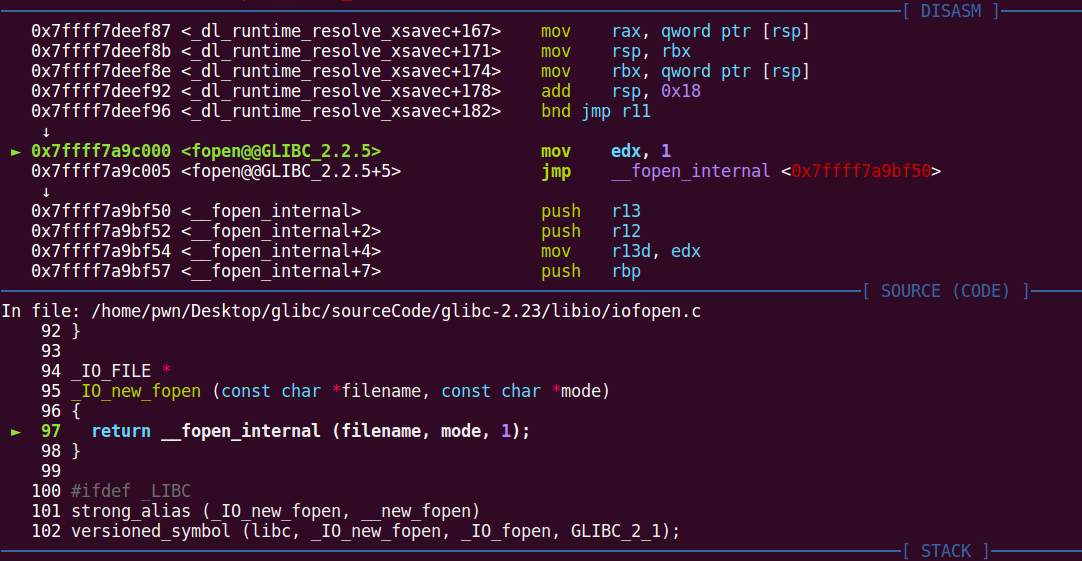 [ DISASM ]
0x7ffff7deef87 <_dl_runtime_resolve_xsavec+167> mov rax, qword ptr [rsp]
0x7ffff7deef8b <_dl_runtime_resolve_xsavec+171> mov rsp, rbx
0x7ffff7deef8e <_dl_runtime_resolve_xsavec+174> mov rbx, qword ptr [rsp]
0x7ffff7deef92 <_dl_runtime_resolve_xsavec+178> add rsp, 0x18
0x7ffff7deef96 <_dl_runtime_resolve_xsavec+182> bnd jmp r11
↓
► 0x7ffff7a9c000 <fopen@@GLIBC_2.2.5> mov edx, 1
0x7ffff7a9c005 <fopen@@GLIBC_2.2.5+5> jmp __fopen_internal <0x7ffff7a9bf50>
↓
0x7ffff7a9bf50 <__fopen_internal> push r13
0x7ffff7a9bf52 <__fopen_internal+2> push r12
0x7ffff7a9bf54 <__fopen_internal+4> mov r13d, edx
0x7ffff7a9bf57 <__fopen_internal+7> push rbp
[ SOURCE (CODE) ]
In file: /home/pwn/Desktop/glibc/sourceCode/glibc-2.23/libio/iofopen.c
92 }
93
94 _IO_FILE *
95 _IO_new_fopen (const char *filename, const char *mode)
96 {
► 97 return __fopen_internal (filename, mode, 1);
98 }
99
100 #ifdef _LIBC
101 strong_alias (_IO_new_fopen, __new_fopen)
102 versioned_symbol (libc, _IO_new_fopen, _IO_fopen, GLIBC_2_1);
[ STACK ]